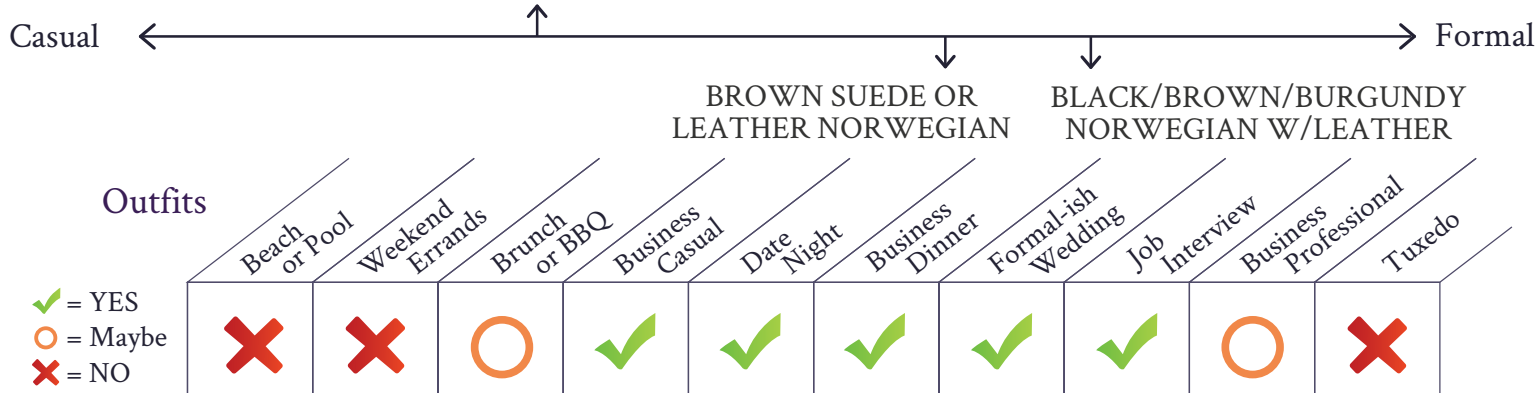 Casual
Formal
BROWN SUEDE OR
LEATHER NORWEGIAN
BLACK/BROWN/BURGUNDY
NORWEGIAN W/LEATHER
Outfits
Beach
or Pool
Weekend
Errands
Brunch
or BBQ
Business
Casual
Date
Night
Business
Dinner
Formal-ish
Wedding
Job
Interview
Business
Professional
Tuxedo
= YES
= Maybe
= NO